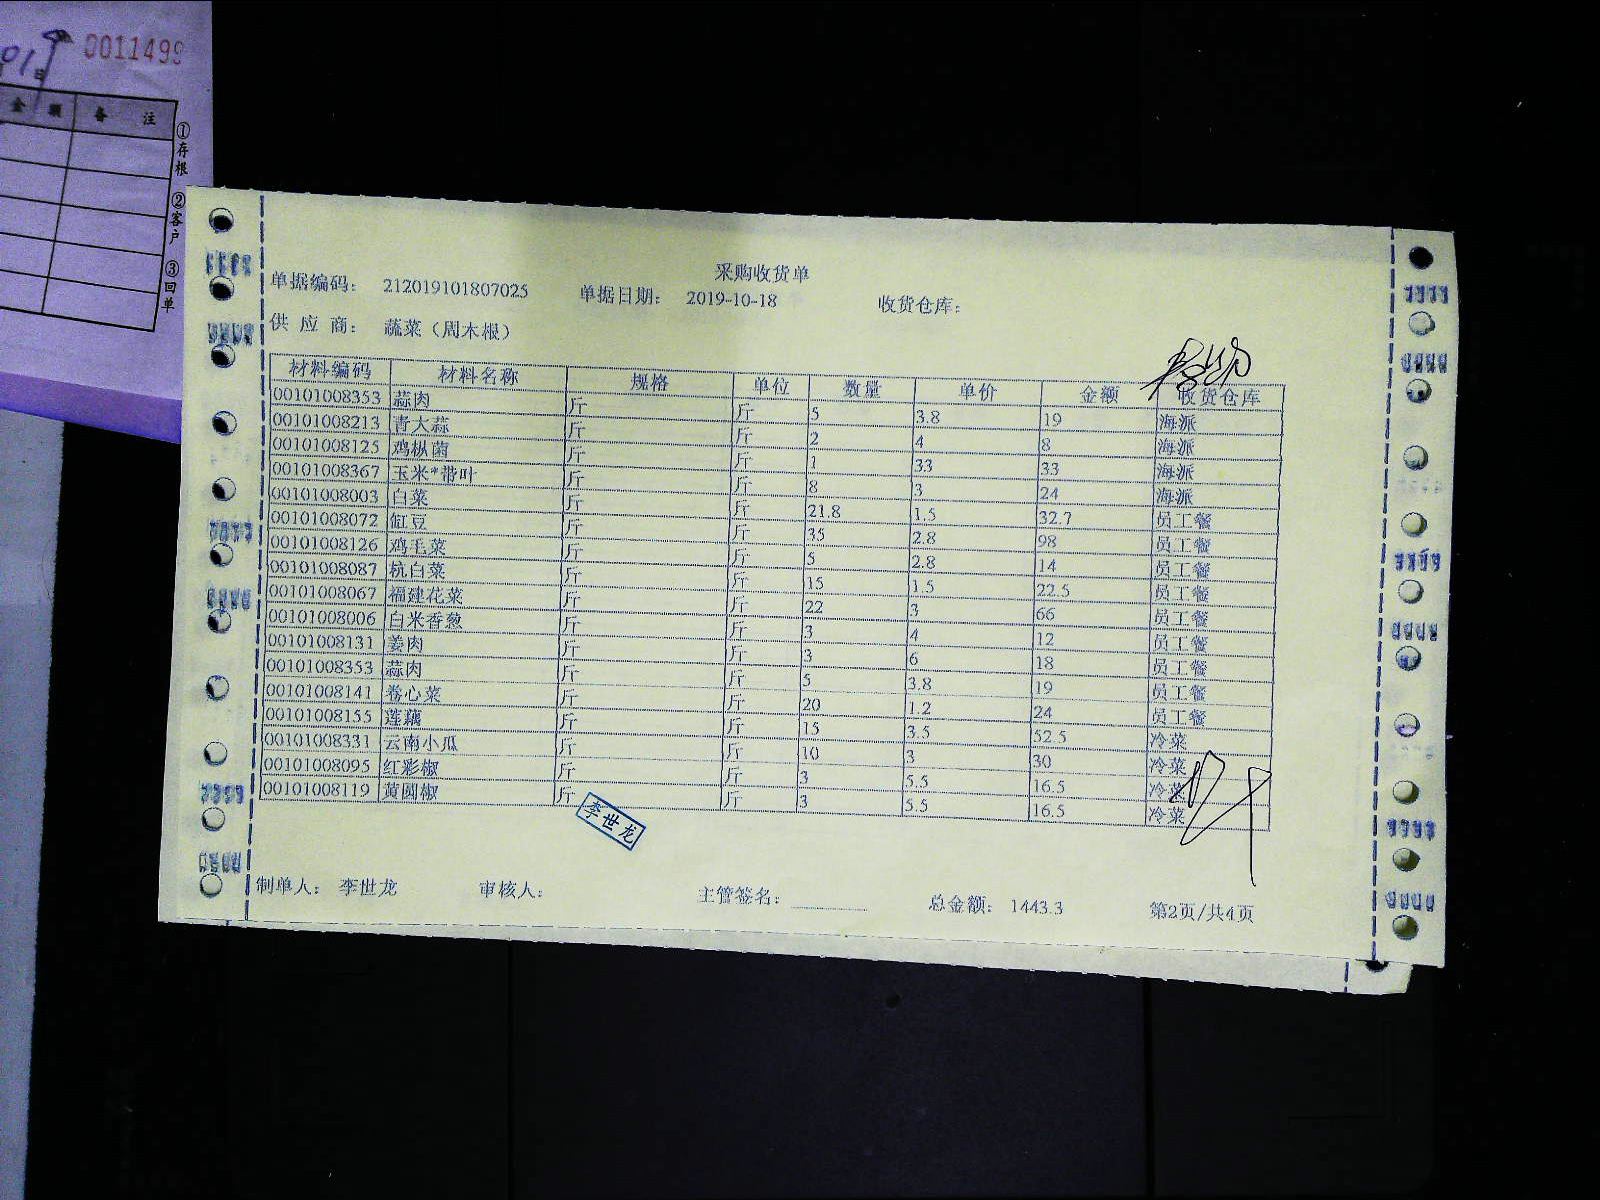 0011499
金 额 备 注
①存根 ②客户 ③回单
采购收货单
单据编码： 212019101807025 单据日期： 2019-10-18 收货仓库：
供 应 商： 蔬菜（周木根）
材料编码 材料名称 规格 单位 数量 单价 金额 收货仓库
00101008353 蒜肉 斤 斤 5 3.8 19 海派
00101008213 青大蒜 斤 斤 2 4 8 海派
00101008125 鸡枞菌 斤 斤 1 33 33 海派
00101008367 玉米*带叶 斤 斤 8 3 24 海派
00101008003 白菜 斤 斤 21.8 1.5 32.7 员工餐
00101008072 缸豆 斤 斤 35 2.8 98 员工餐
00101008126 鸡毛菜 斤 斤 5 2.8 14 员工餐
00101008087 杭白菜 斤 斤 15 1.5 22.5 员工餐
00101008067 福建花菜 斤 斤 22 3 66 员工餐
00101008006 白米香葱 斤 斤 3 4 12 员工餐
00101008131 姜肉 斤 斤 3 6 18 员工餐
00101008353 蒜肉 斤 斤 5 3.8 19 员工餐
00101008141 卷心菜 斤 斤 20 1.2 24 员工餐
00101008155 莲藕 斤 斤 15 3.5 52.5 冷菜
00101008331 云南小瓜 斤 斤 10 3 30 冷菜
00101008095 红彩椒 斤 斤 3 5.5 16.5 冷菜
00101008119 黄圆椒 斤 斤 3 5.5 16.5 冷菜
李世龙
制单人： 李世龙 审核人： 主管签名： 总金额： 1443.3 第2页/共4页